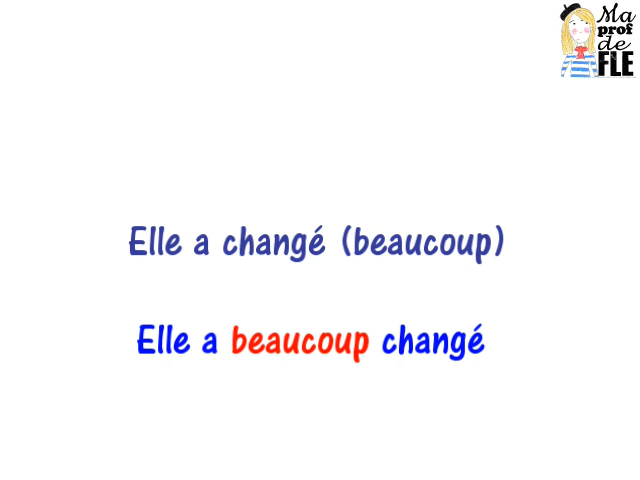 Ma
prof
de
FLE
Elle a changé (beaucoup)
Elle a beaucoup changé